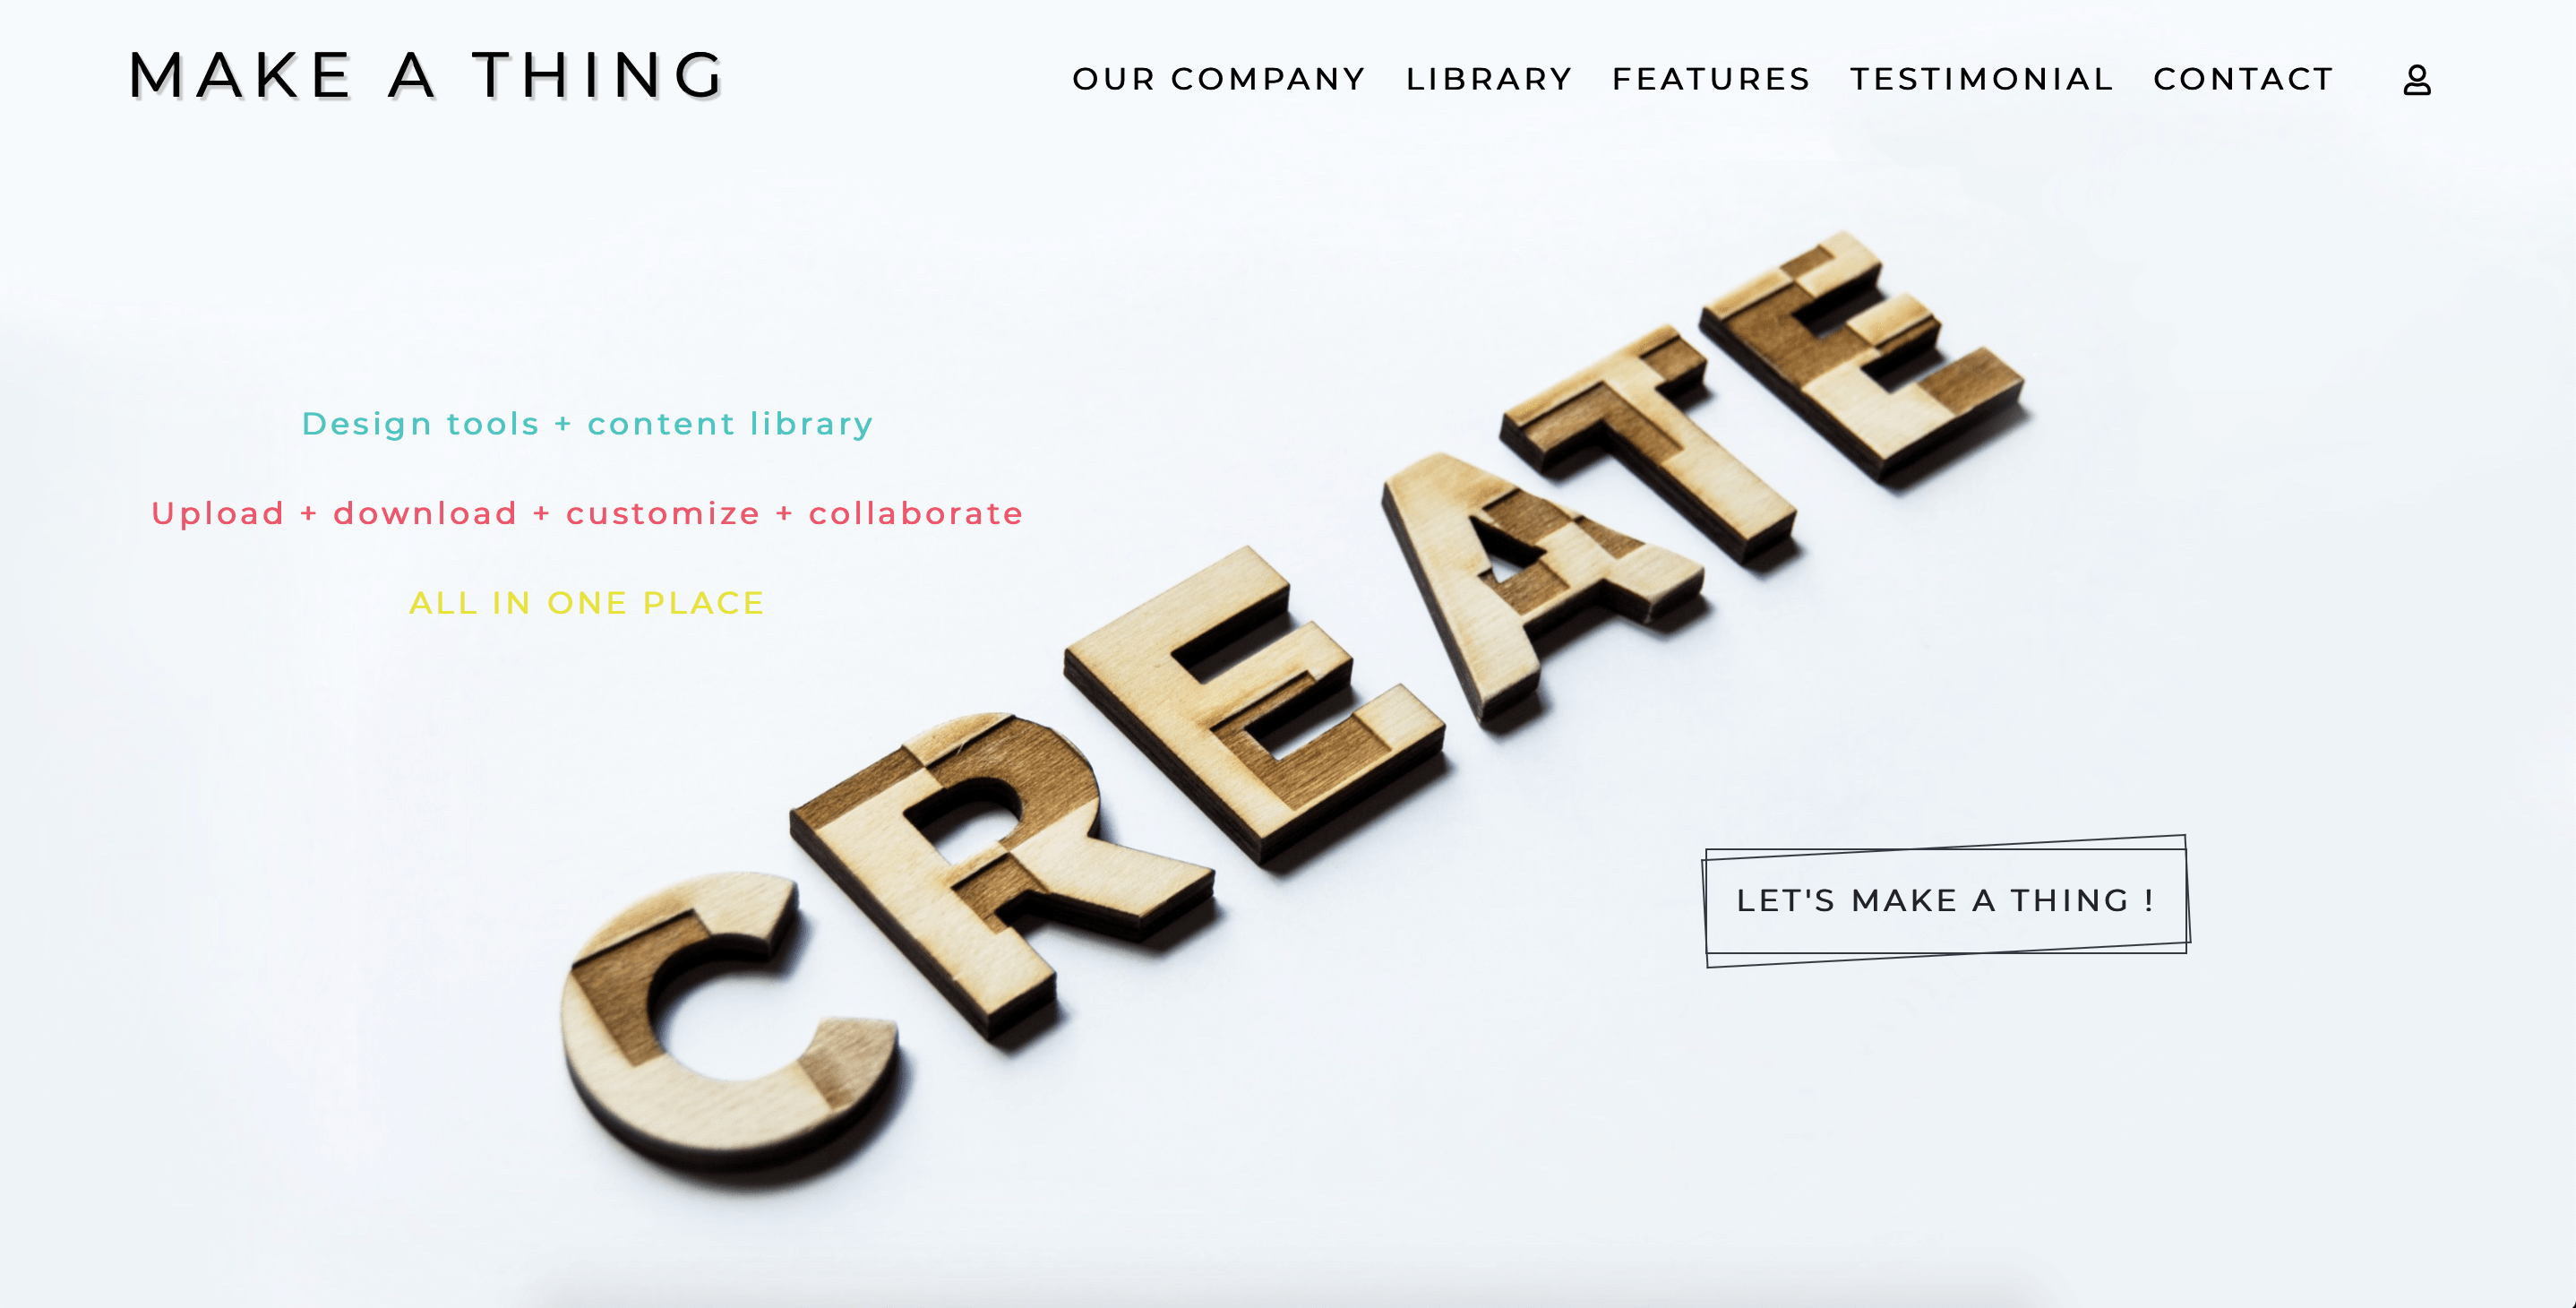 MAKE A THING
OUR COMPANY LIBRARY FEATURES TESTIMONIAL CONTACT
Design tools + content library
Upload + download + customize + collaborate
ALL IN ONE PLACE
CREATE
LET'S MAKE A THING !